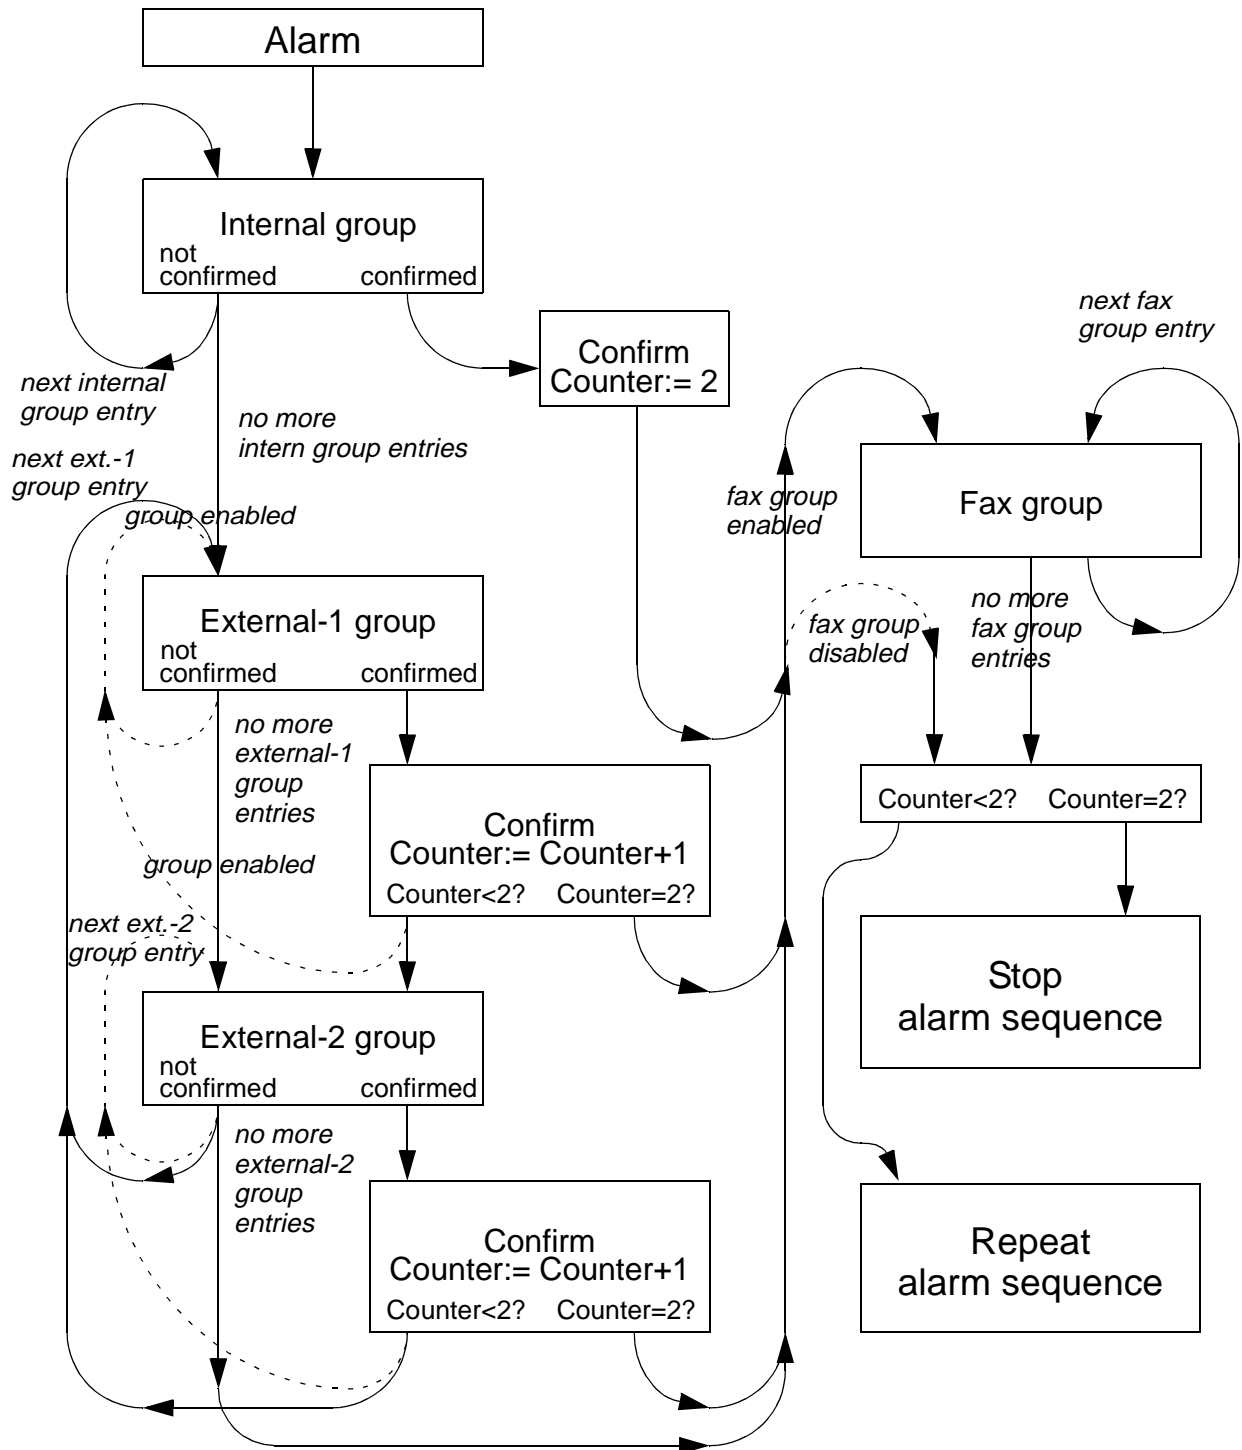 Alarm
Internal group
not
confirmed
confirmed
next internal
group entry
no more
intern group entries
Confirm
Counter:= 2
next fax
group entry
next ext.-1
group entry
group enabled
fax group
enabled
Fax group
External-1 group
not
confirmed
confirmed
fax group
disabled
no more
fax group
entries
no more
external-1
group
entries
Confirm
Counter:= Counter+1
Counter<2?
Counter=2?
Counter<2?
Counter=2?
group enabled
next ext.-2
group entry
Stop
alarm sequence
External-2 group
not
confirmed
confirmed
no more
external-2
group
entries
Confirm
Counter:= Counter+1
Counter<2?
Counter=2?
Repeat
alarm sequence